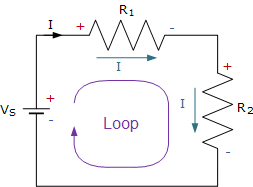 I + R1 -
I
+
VS + -
Loop
I
R2
-